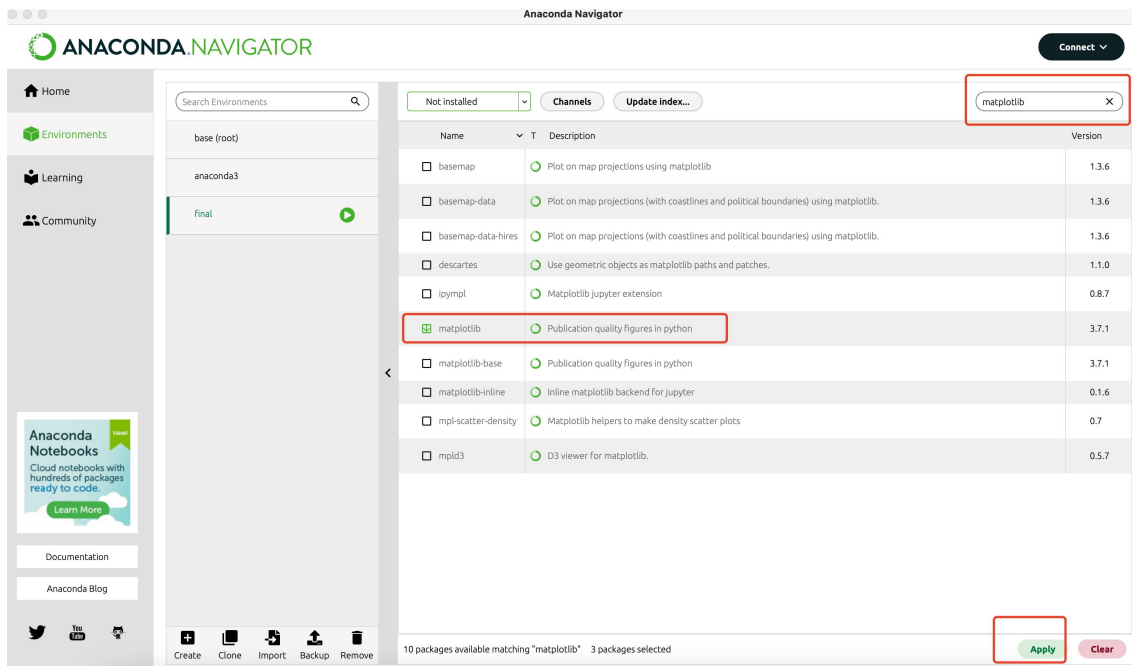 Anaconda Navigator
ANACONDA.NAVIGATOR
Connect
Home
Environments
Learning
Community
Anaconda Notebooks
New!
Cloud notebooks with
hundreds of packages
ready to code.
Learn More
Documentation
Anaconda Blog
You
Tube
Search Environments
base (root)
anaconda3
final
Create Clone Import Backup Remove
Not installed Channels Update index... matplotlib
Name T Description Version
basemap Plot on map projections using matplotlib 1.3.6
basemap-data Plot on map projections (with coastlines and political boundaries) using matplotlib. 1.3.6
basemap-data-hires Plot on map projections (with coastlines and political boundaries) using matplotlib. 1.3.6
descartes Use geometric objects as matplotlib paths and patches. 1.1.0
ipympl Matplotlib jupyter extension 0.8.7
matplotlib Publication quality figures in python 3.7.1
matplotlib-base Publication quality figures in python 3.7.1
matplotlib-inline Inline matplotlib backend for jupyter 0.1.6
mpl-scatter-density Matplotlib helpers to make density scatter plots 0.7
mpld3 D3 viewer for matplotlib. 0.5.7
10 packages available matching "matplotlib" 3 packages selected
Apply Clear